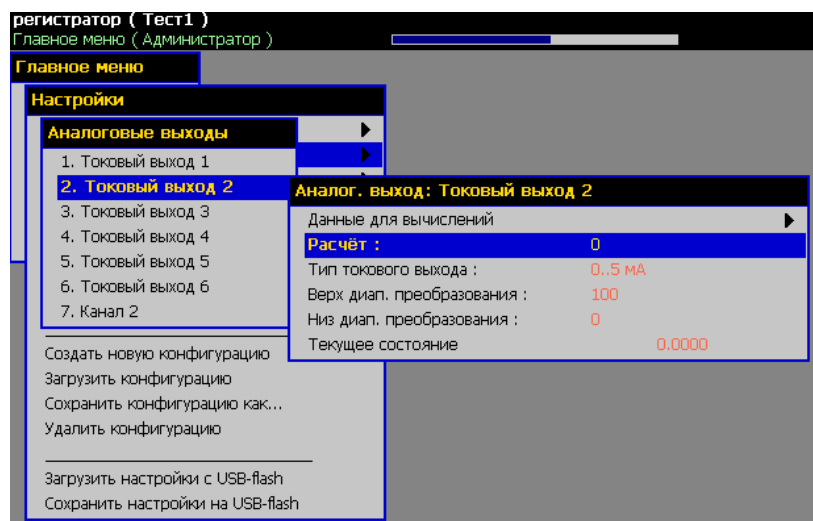 регистратор ( Тест1 )
Главное меню ( Администратор )
Главное меню
Настройки
Аналоговые выходы
1. Токовый выход 1
2. Токовый выход 2
3. Токовый выход 3
4. Токовый выход 4
5. Токовый выход 5
6. Токовый выход 6
7. Канал 2
Аналог. выход: Токовый выход 2
Данные для вычислений
Расчёт : 0
Тип токового выхода : 0..5 мА
Верх диап. преобразования : 100
Низ диап. преобразования : 0
Текущее состояние 0.0000
Создать новую конфигурацию
Загрузить конфигурацию
Сохранить конфигурацию как...
Удалить конфигурацию
Загрузить настройки с USB-flash
Сохранить настройки на USB-flash